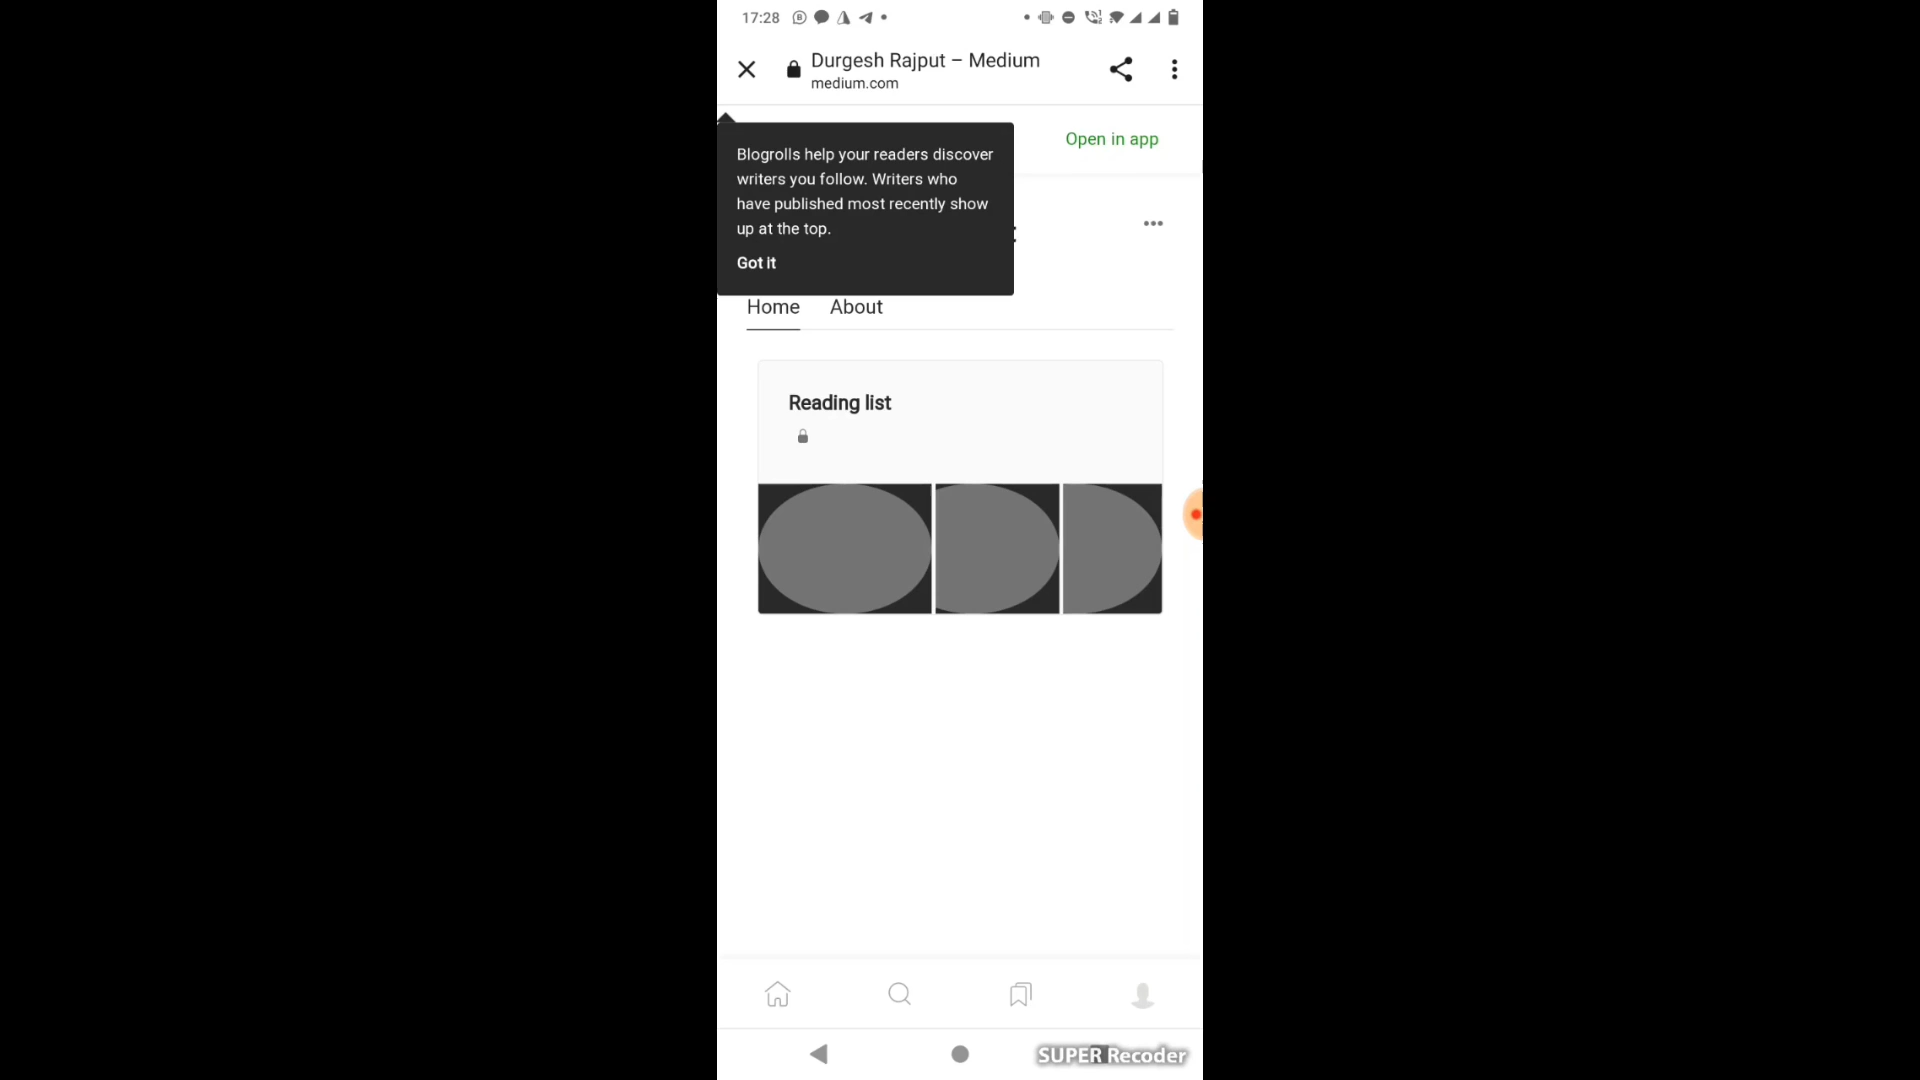 17:28
Durgesh Rajput – Medium
medium.com
Open in app
Blogrolls help your readers discover
writers you follow. Writers who
have published most recently show
up at the top.
Got it
Home About
Reading list
SUPER Recoder